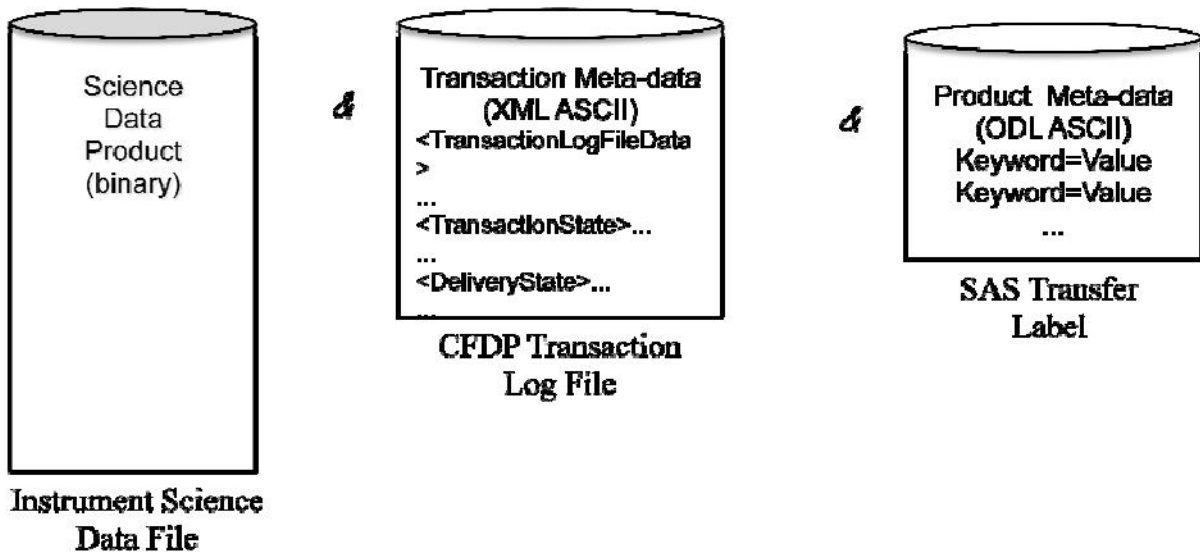 Science
Data
Product
(binary)
Instrument Science
Data File
&
Transaction Meta-data
(XML ASCII)
<TransactionLogFileData
>
...
<TransactionState>...
...
<DeliveryState>...
...
CFDP Transaction
Log File
&
Product Meta-data
(ODL ASCII)
Keyword=Value
Keyword=Value
...
SAS Transfer
Label